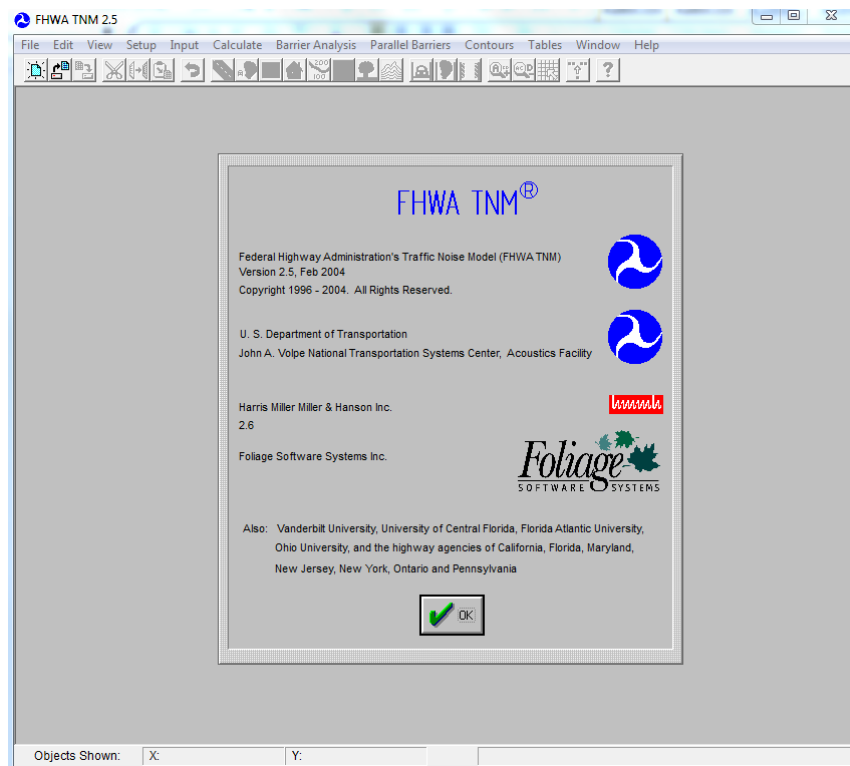 FHWA TNM 2.5
File Edit View Setup Input Calculate Barrier Analysis Parallel Barriers Contours Tables Window Help
FHWA TNM®
Federal Highway Administration's Traffic Noise Model (FHWA TNM)
Version 2.5, Feb 2004
Copyright 1996 - 2004. All Rights Reserved.
U. S. Department of Transportation
John A. Volpe National Transportation Systems Center, Acoustics Facility
Harris Miller Miller & Hanson Inc.
2.6
Foliage Software Systems Inc.
Foliage
SOFTWARE SYSTEMS
Also: Vanderbilt University, University of Central Florida, Florida Atlantic University,
Ohio University, and the highway agencies of California, Florida, Maryland,
New Jersey, New York, Ontario and Pennsylvania
OK
Objects Shown: X: Y: